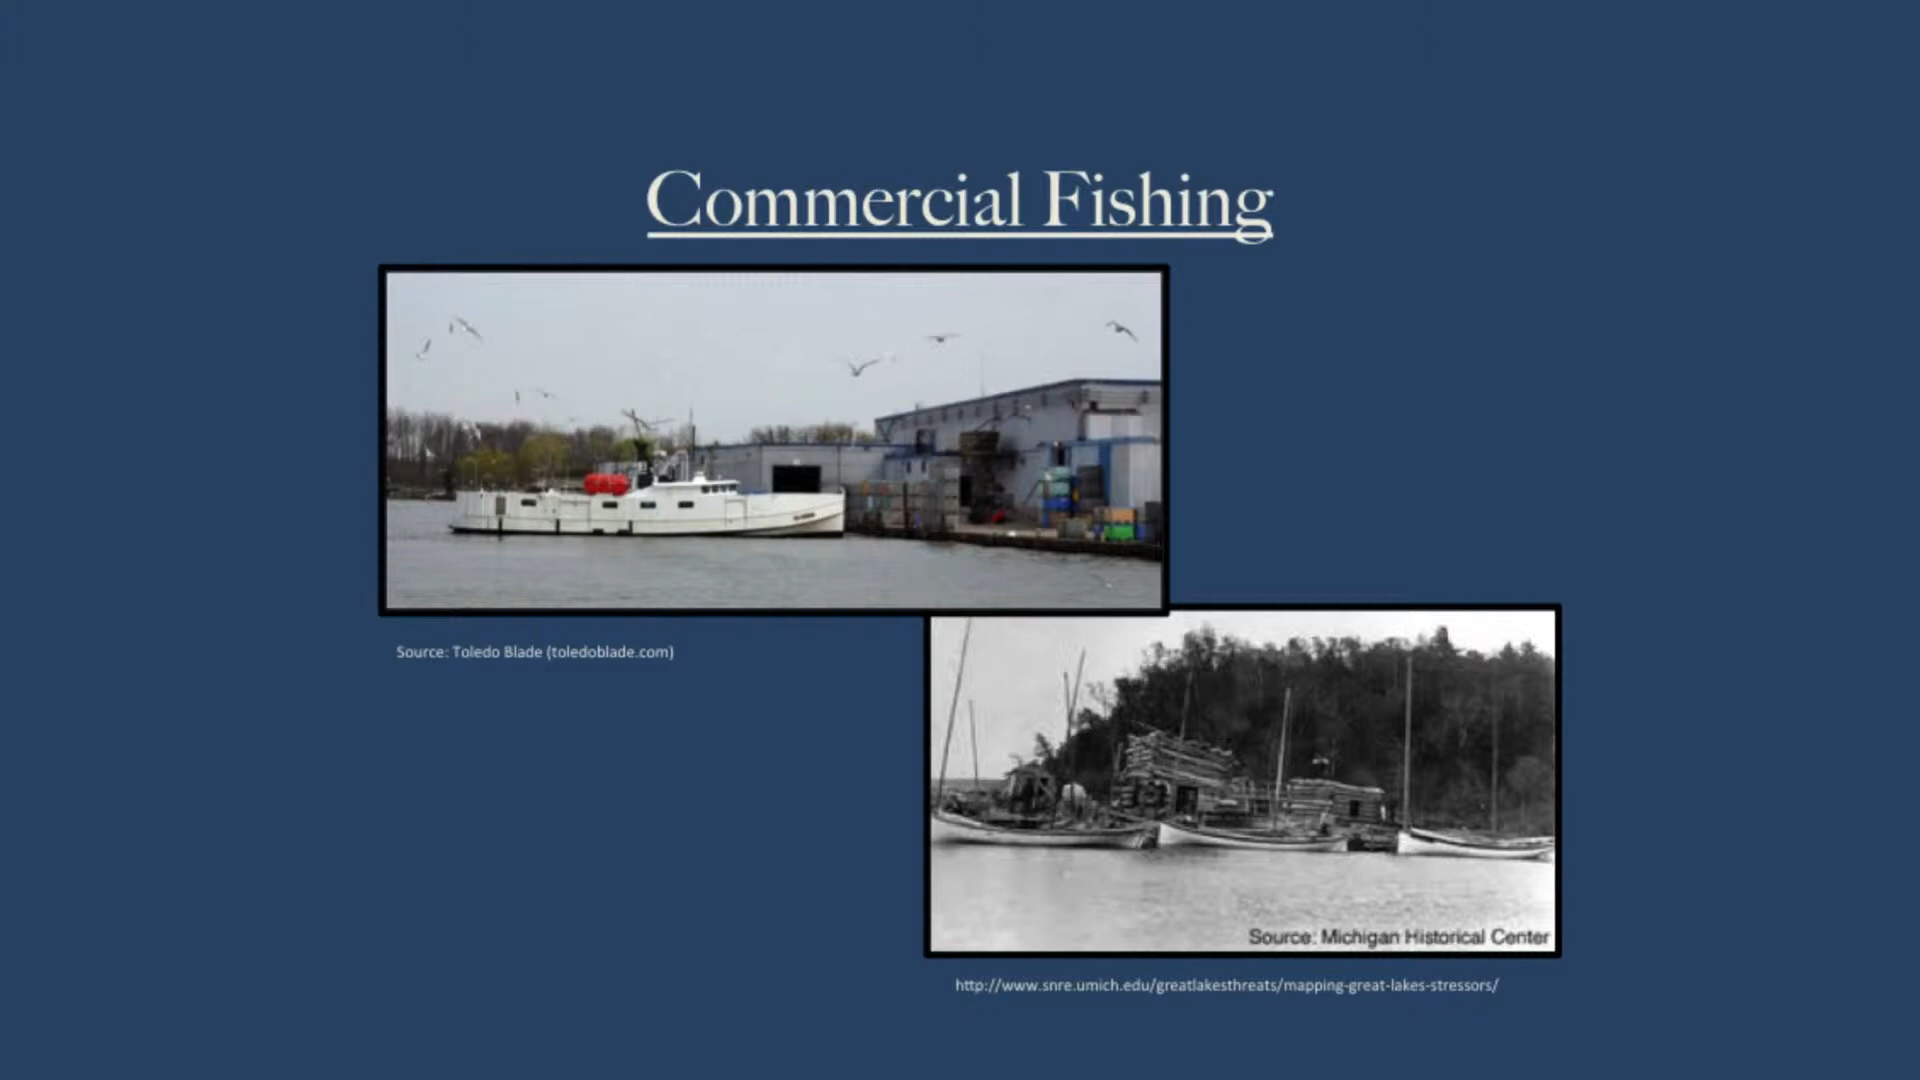 Commercial Fishing
Source: Toledo Blade (toledoblade.com)
Source: Michigan Historical Center
http://www.snre.umich.edu/greatlakesthreats/mapping-great-lakes-stressors/